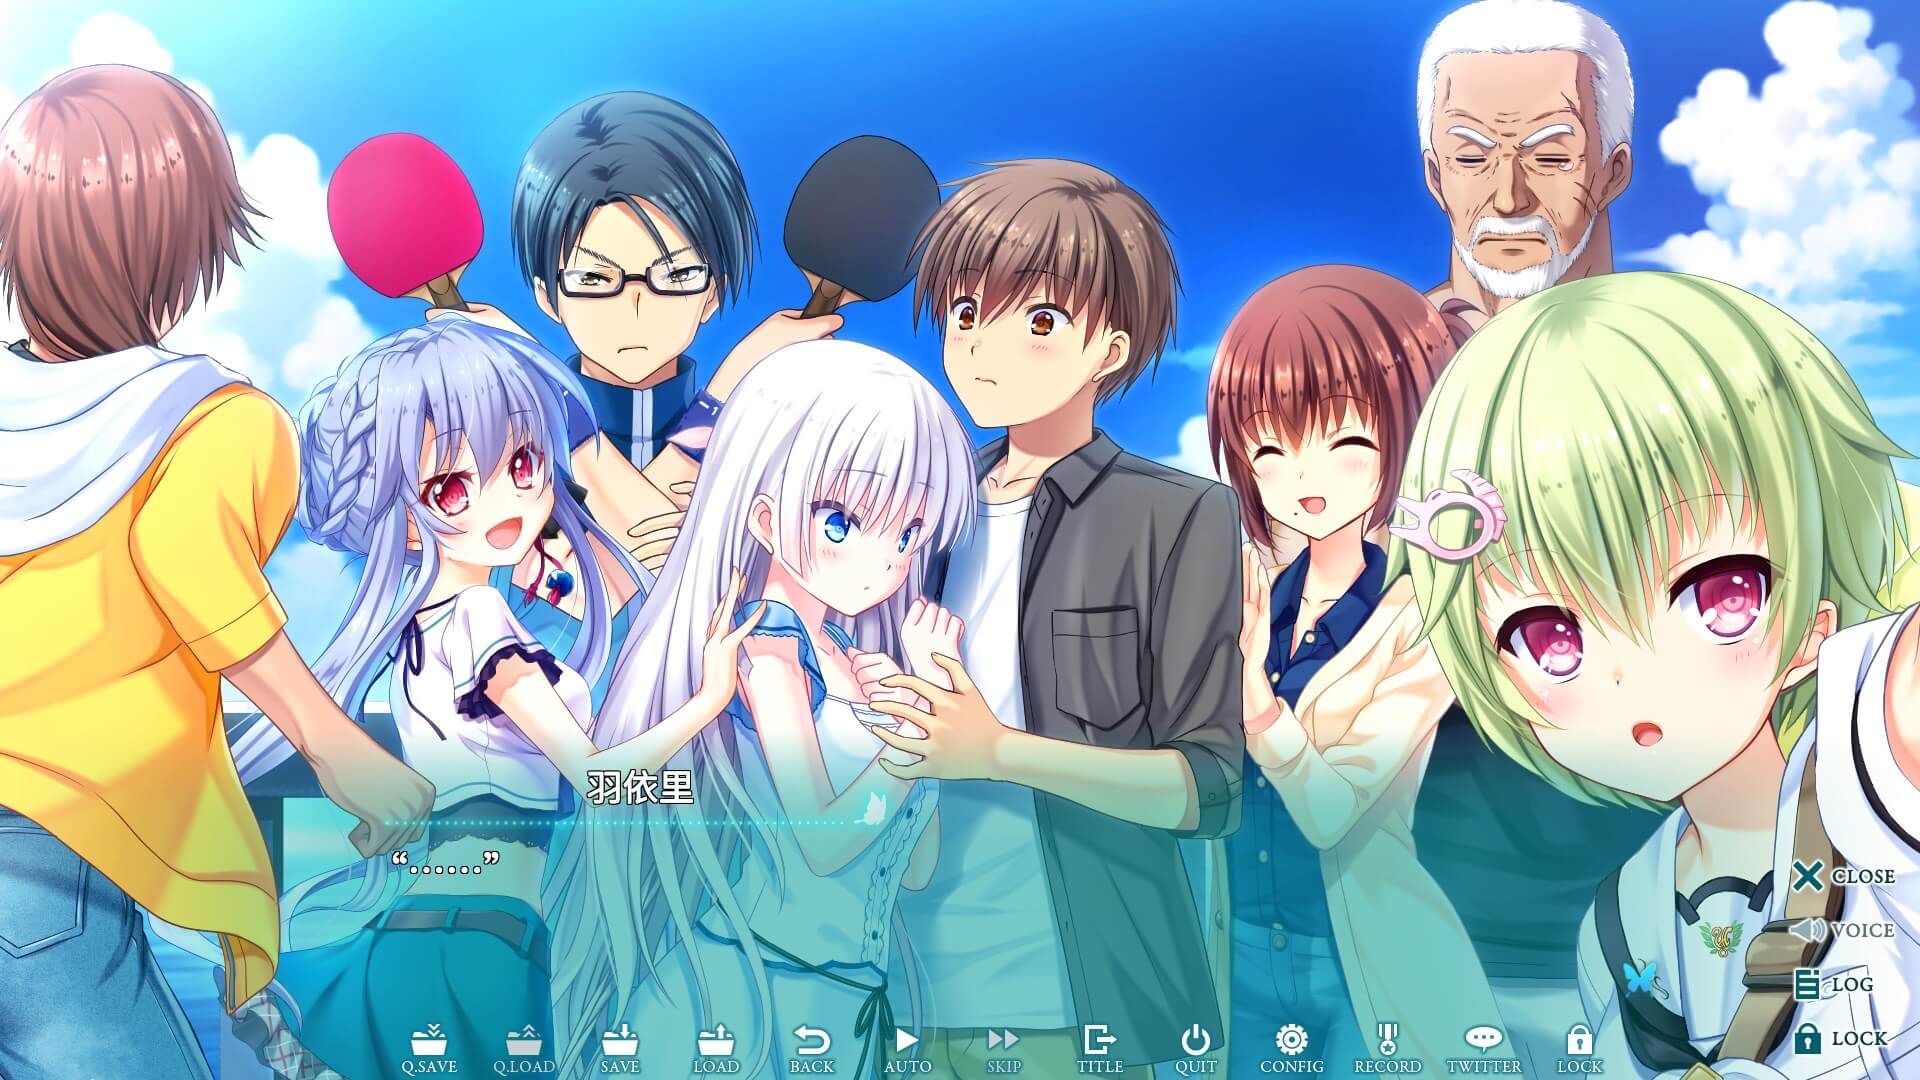 羽依里
“......”
CLOSE
VOICE
LOG
LOCK
Q.SAVE
Q.LOAD
SAVE
LOAD
BACK
AUTO
SKIP
TITLE
QUIT
CONFIG
RECORD
TWITTER
LOCK